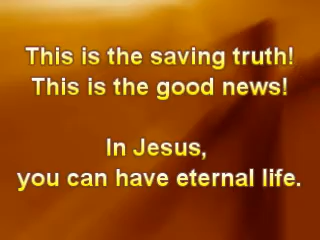 This is the saving truth!
This is the good news!
In Jesus,
you can have eternal life.